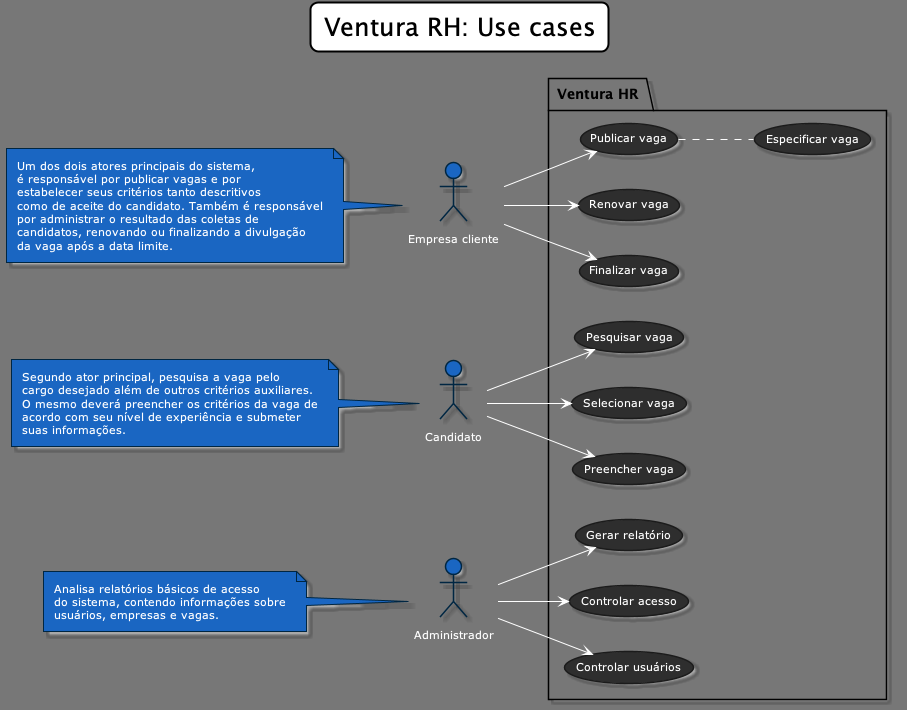 Ventura RH: Use cases
Ventura HR
Publicar vaga
Especificar vaga
Um dos dois atores principais do sistema,
é responsável por publicar vagas e por
estabelecer seus critérios tanto descritivos
como de aceite do candidato. Também é responsável
por administrar o resultado das coletas de
candidatos, renovando ou finalizando a divulgação
da vaga após a data limite.
Empresa cliente
Renovar vaga
Finalizar vaga
Pesquisar vaga
Segundo ator principal, pesquisa a vaga pelo
cargo desejado além de outros critérios auxiliares.
O mesmo deverá preencher os critérios da vaga de
acordo com seu nível de experiência e submeter
suas informações.
Candidato
Selecionar vaga
Preencher vaga
Gerar relatório
Analisa relatórios básicos de acesso
do sistema, contendo informações sobre
usuários, empresas e vagas.
Administrador
Controlar acesso
Controlar usuários